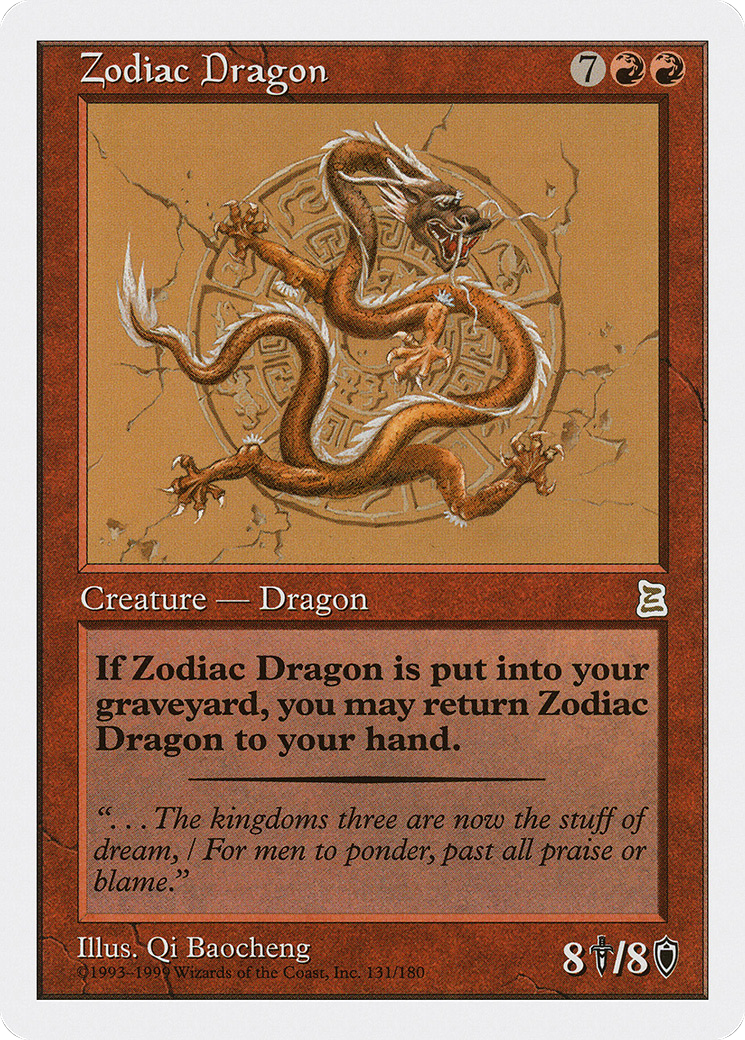 Zodiac Dragon 7
Creature — Dragon
If Zodiac Dragon is put into your
graveyard, you may return Zodiac
Dragon to your hand.
“. . . The kingdoms three are now the stuff of
dream, / For men to ponder, past all praise or
blame.”
Illus. Qi Baocheng
©1993–1999 Wizards of the Coast, Inc. 131/180
8/8